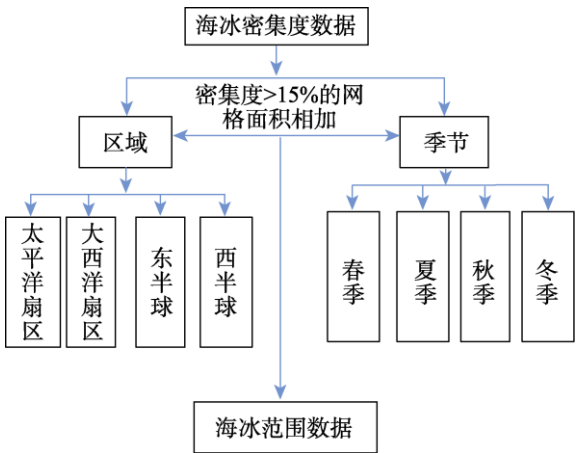 海冰密集度数据
密集度>15%的网
格面积相加
区域
季节
太平洋扇区
大西洋扇区
东半球
西半球
春季
夏季
秋季
冬季
海冰范围数据